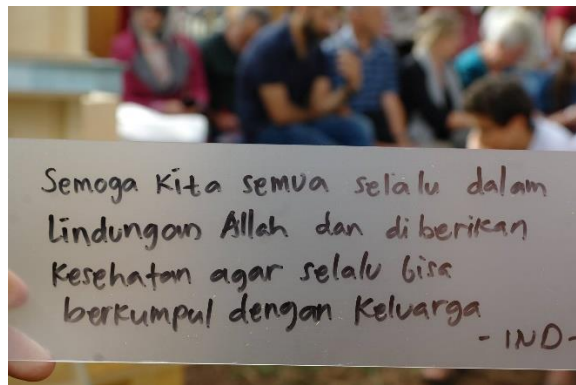 Semoga Kita semua selalu dalam
lindungan Allah dan diberikan
Kesehatan agar selalu bisa
berkumpul dengan Keluarga
- IND -